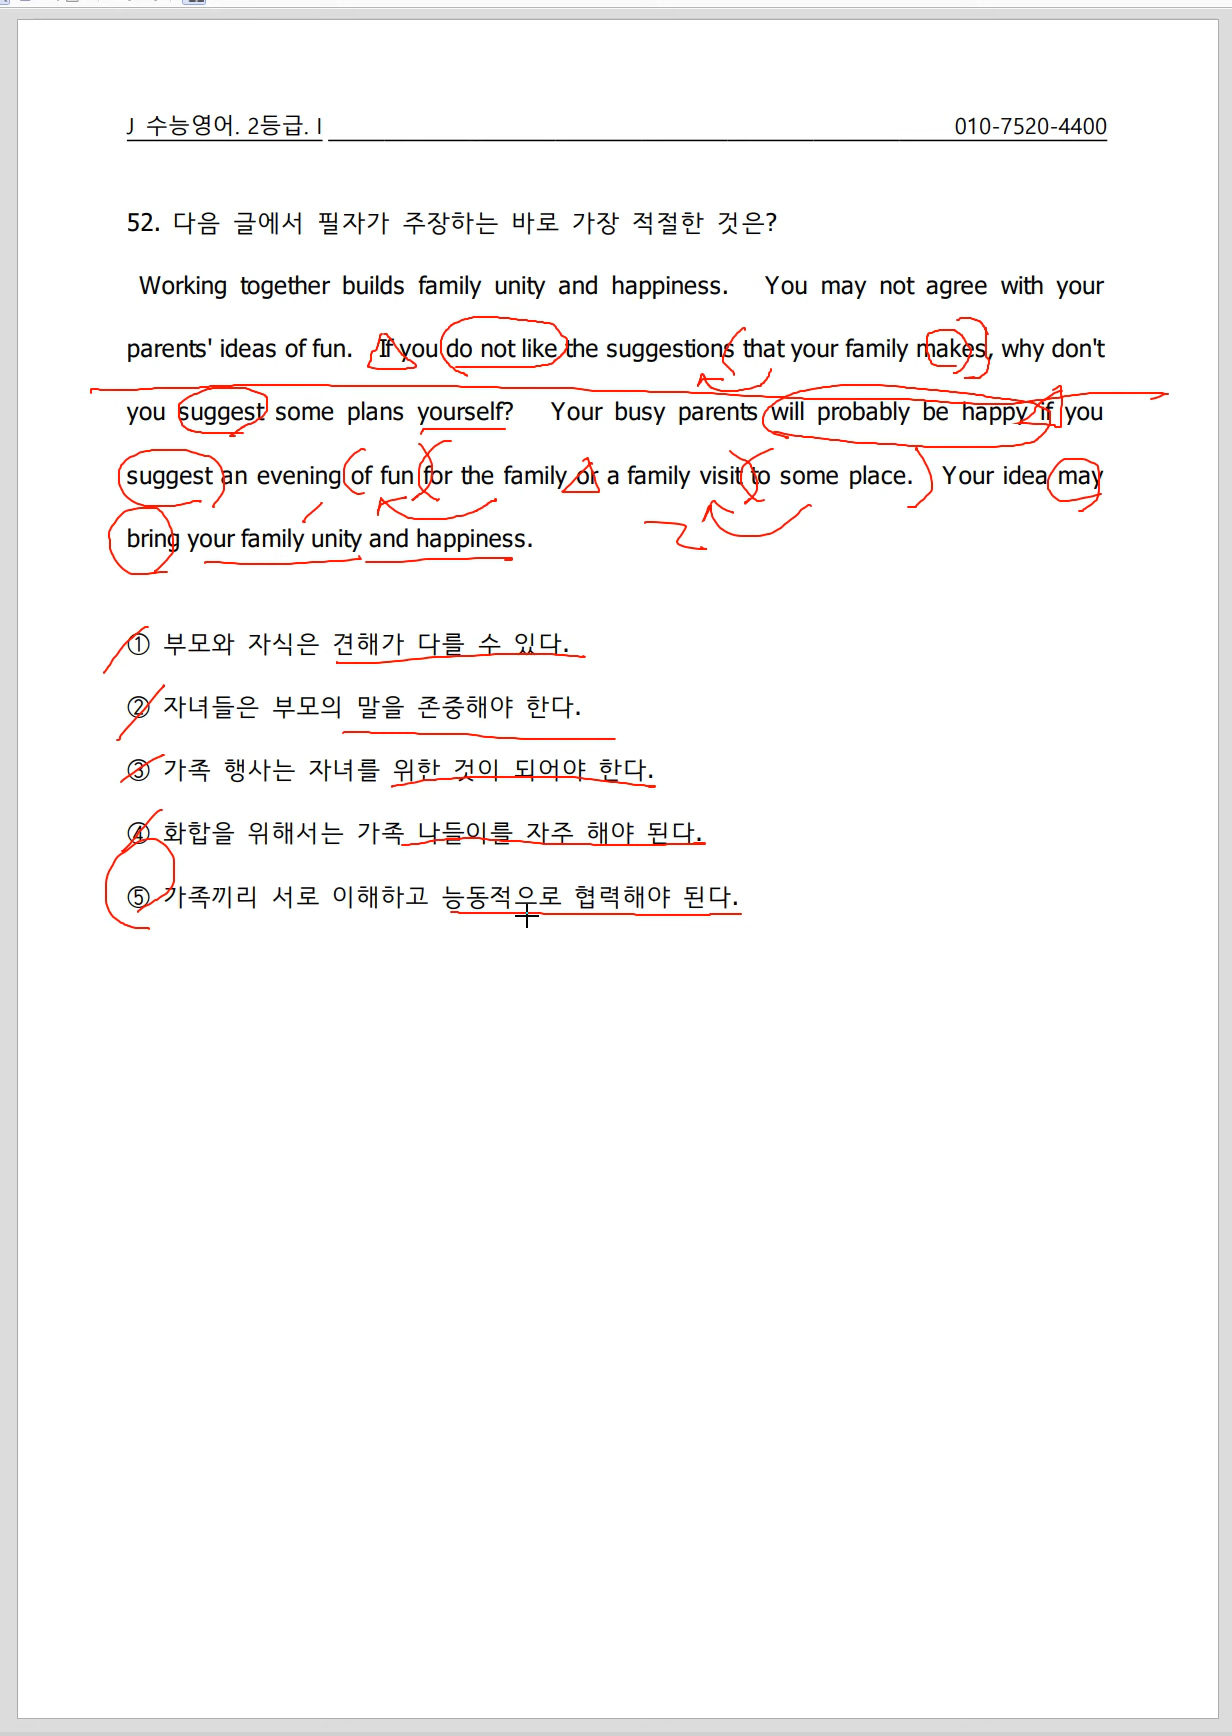 J 수능영어. 2등급. I 010-7520-4400
52. 다음 글에서 필자가 주장하는 바로 가장 적절한 것은?
Working together builds family unity and happiness. You may not agree with your
parents' ideas of fun. If you do not like the suggestions that your family makes, why don't
you suggest some plans yourself? Your busy parents will probably be happy if you
suggest an evening of fun for the family or a family visit to some place. Your idea may
bring your family unity and happiness.
① 부모와 자식은 견해가 다를 수 있다.
② 자녀들은 부모의 말을 존중해야 한다.
③ 가족 행사는 자녀를 위한 것이 되어야 한다.
④ 화합을 위해서는 가족 나들이를 자주 해야 된다.
⑤ 가족끼리 서로 이해하고 능동적으로 협력해야 된다.